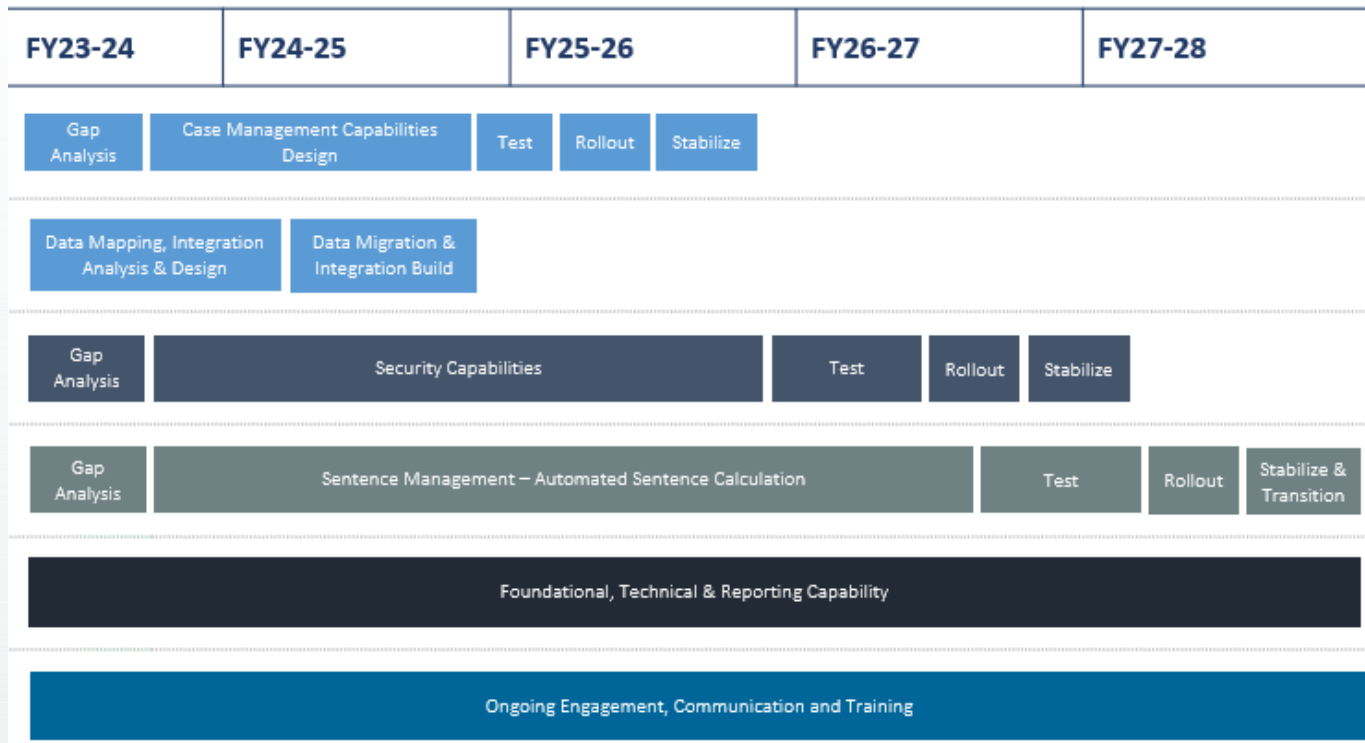 FY23-24
FY24-25
FY25-26
FY26-27
FY27-28
Gap
Analysis
Case Management Capabilities
Design
Test
Rollout
Stabilize
Data Mapping, Integration
Analysis & Design
Data Migration &
Integration Build
Gap
Analysis
Security Capabilities
Test
Rollout
Stabilize
Gap
Analysis
Sentence Management – Automated Sentence Calculation
Test
Rollout
Stabilize &
Transition
Foundational, Technical & Reporting Capability
Ongoing Engagement, Communication and Training